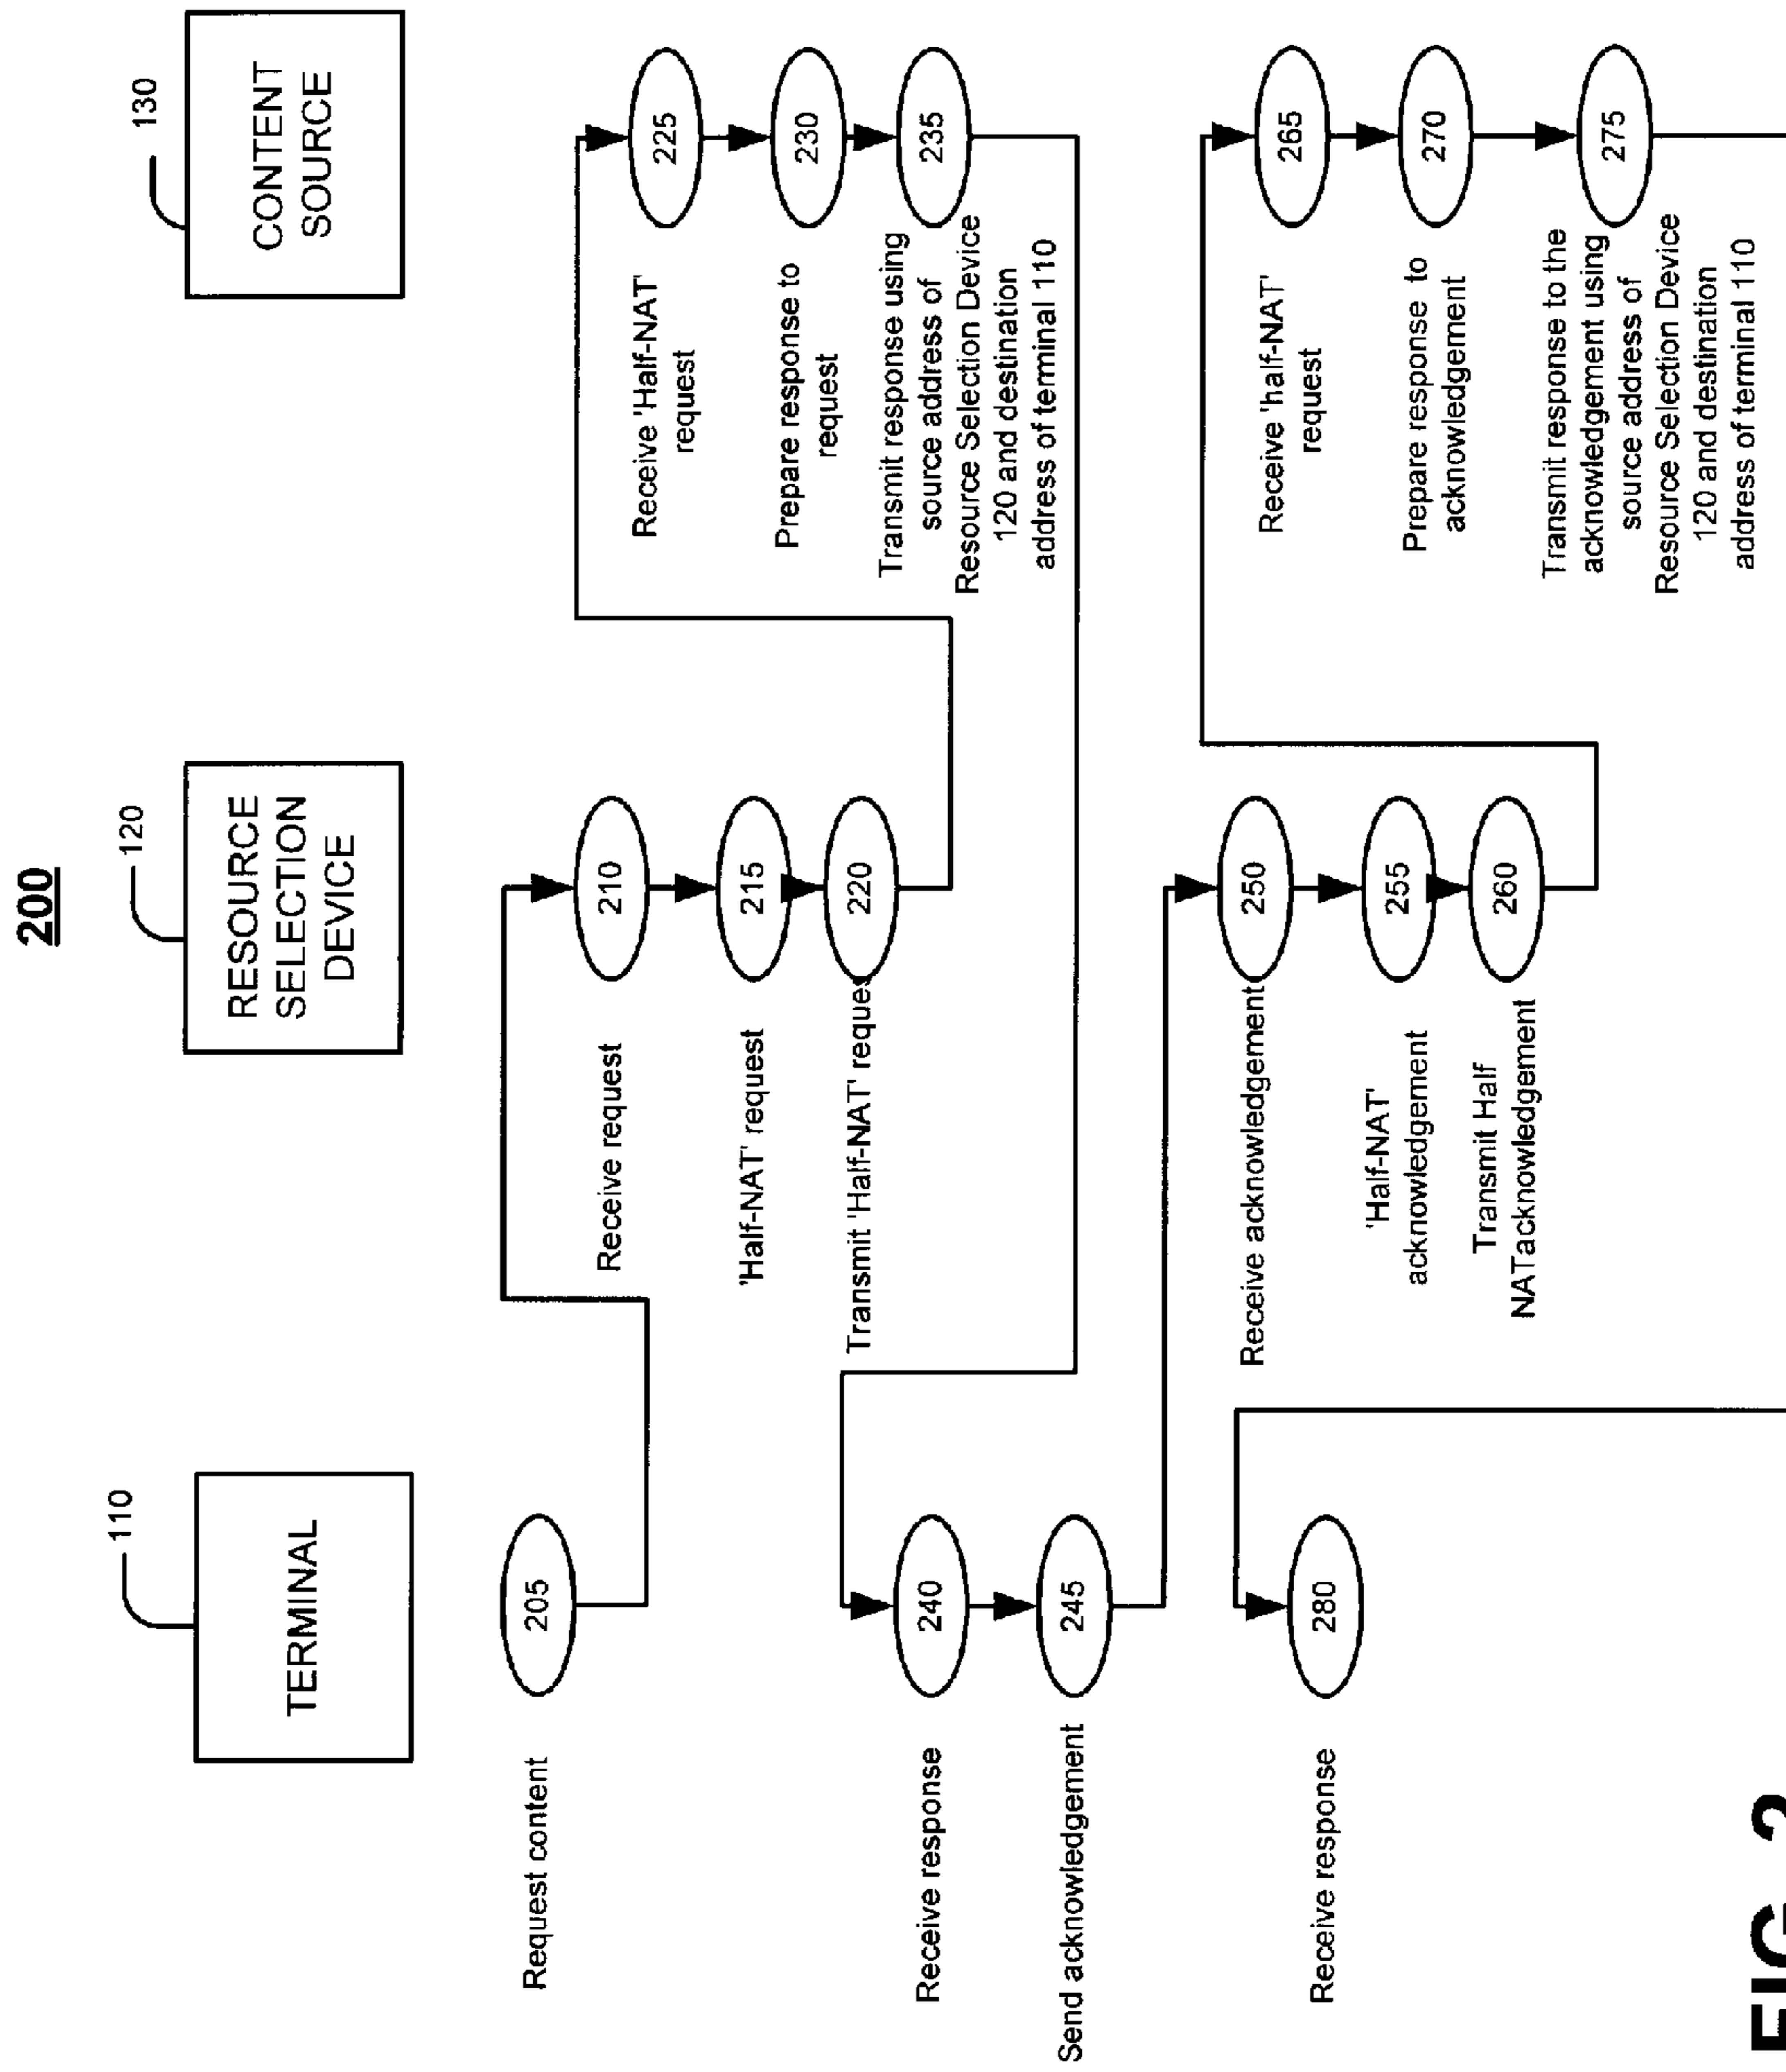 200
110
TERMINAL
120
RESOURCE
SELECTION
DEVICE
130
CONTENT
SOURCE
Request content
205
Receive request
210
'Half-NAT' request
215
Transmit 'Half-NAT' reques
220
Receive 'Half-NAT'
request
225
Prepare response to
request
230
Transmit response using
source address of
Resource Selection Device
120 and destination
address of terminal 110
235
Receive response
240
Send acknowledgement
245
Receive acknowledgement
250
'Half-NAT'
acknowledgement
255
Transmit Half
NATacknowledgement
260
Receive 'half-NAT'
request
265
Prepare response to
acknowledgement
270
Transmit response to the
acknowledgement using
source address of
Resource Selection Device
120 and destination
address of terminal 110
275
Receive response
280
FIG. 2